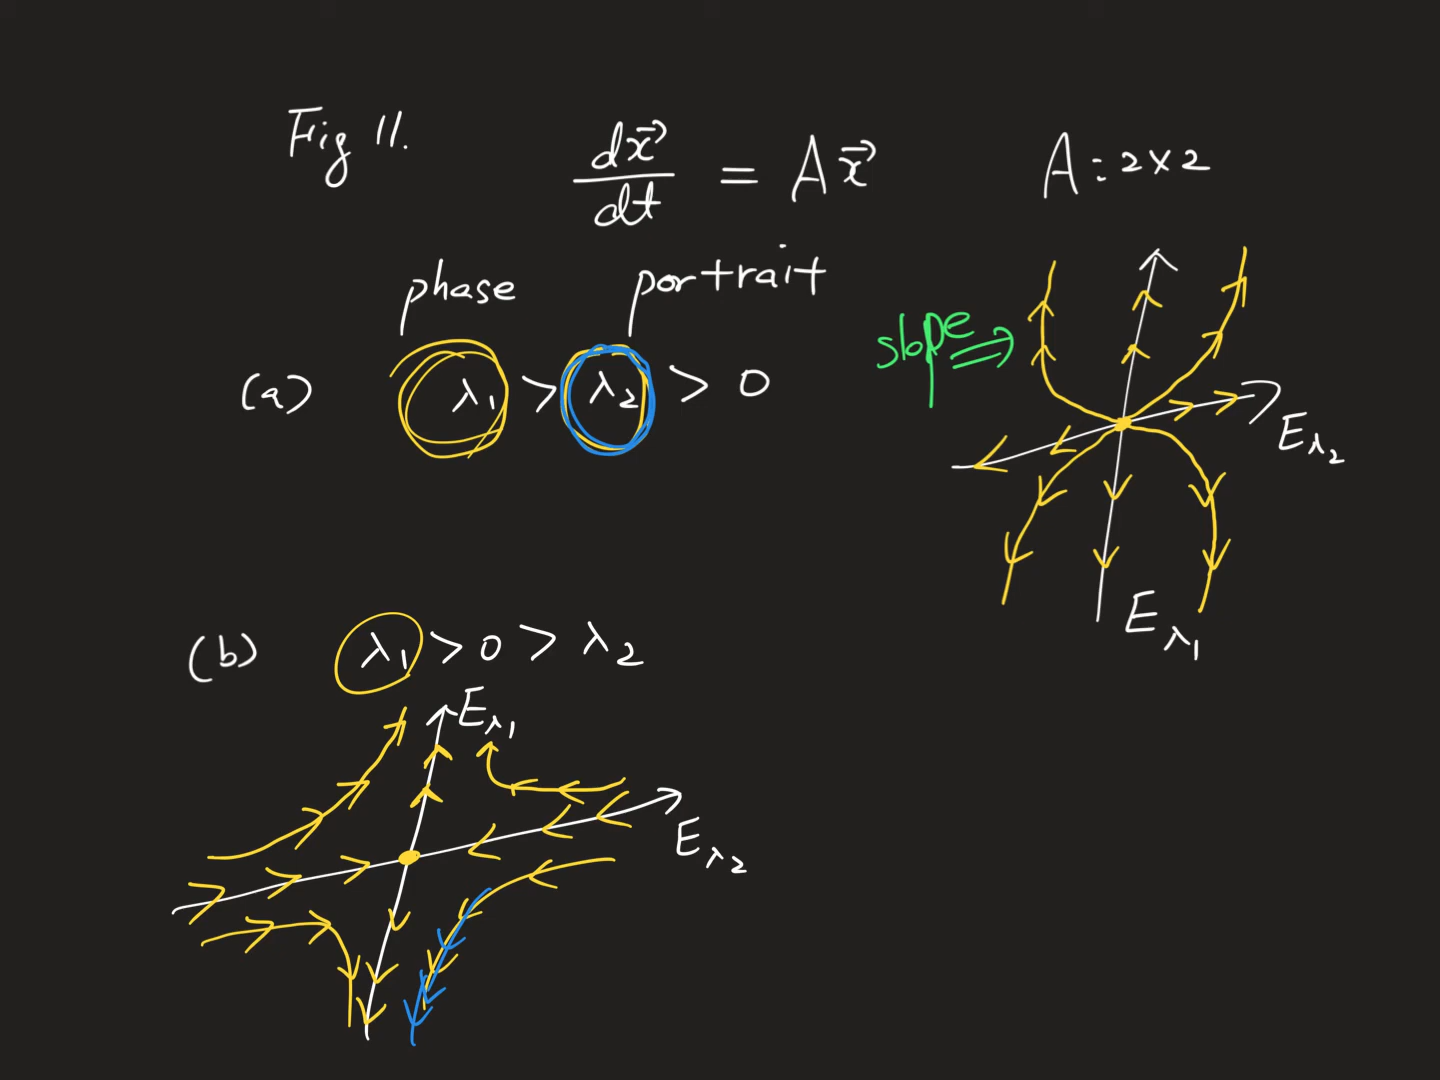 Fig 11.
dx⃗/dt = Ax⃗
A: 2×2
phase portrait
(a) λ₁ > λ₂ > 0
slope ⇒
E_λ₂
E_λ₁
(b) λ₁ > 0 > λ₂
E_λ₁
E_λ₂